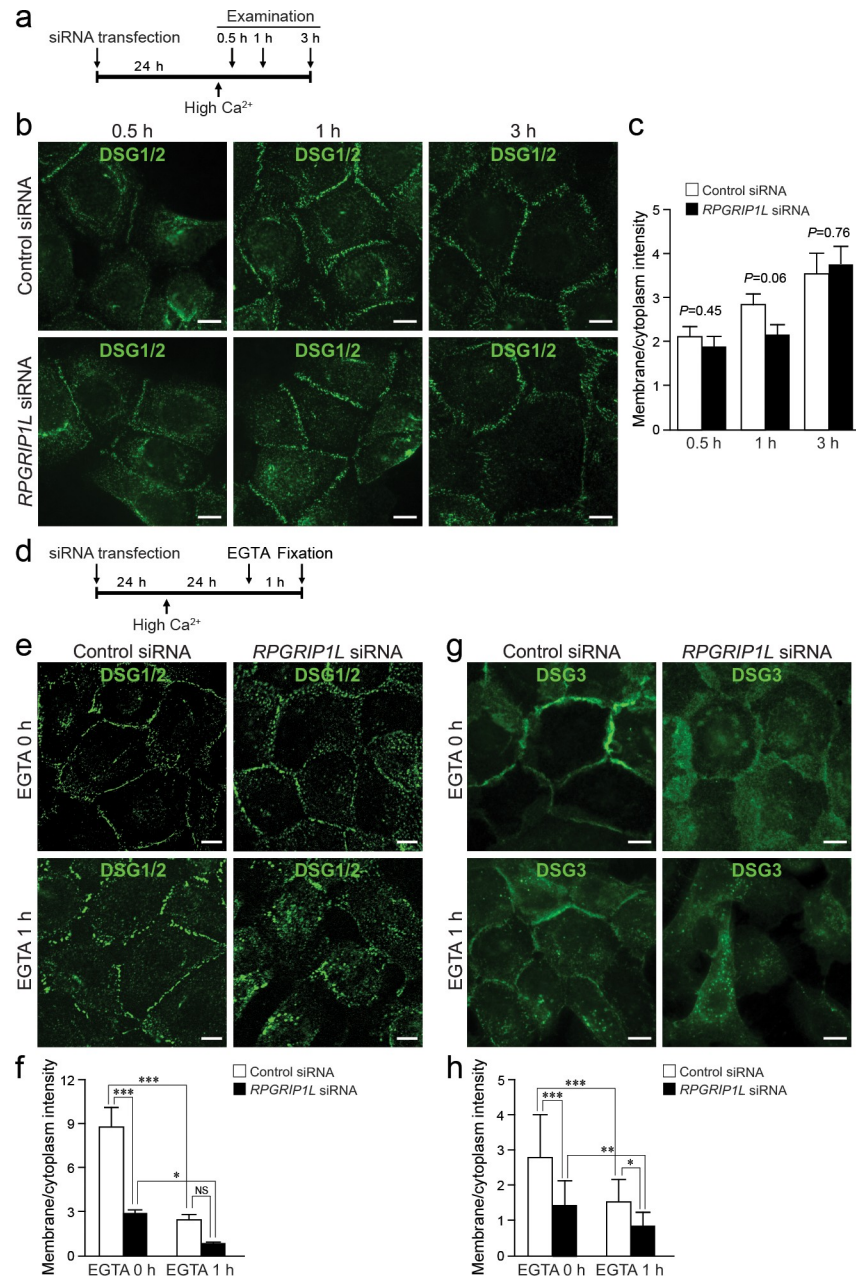 a
Examination
siRNA transfection
0.5 h 1 h 3 h
24 h
High Ca²⁺
b
0.5 h 1 h 3 h
Control siRNA
DSG1/2 DSG1/2 DSG1/2
RPGRIP1L siRNA
DSG1/2 DSG1/2 DSG1/2
c
Control siRNA
RPGRIP1L siRNA
Membrane/cytoplasm intensity
5
4
3
2
1
0
P=0.45
P=0.06
P=0.76
0.5 h 1 h 3 h
d
siRNA transfection EGTA Fixation
24 h 24 h 1 h
High Ca²⁺
e
Control siRNA RPGRIP1L siRNA
EGTA 0 h
DSG1/2 DSG1/2
EGTA 1 h
DSG1/2 DSG1/2
g
Control siRNA RPGRIP1L siRNA
EGTA 0 h
DSG3 DSG3
EGTA 1 h
DSG3 DSG3
f
Control siRNA
RPGRIP1L siRNA
Membrane/cytoplasm intensity
12
9
6
3
0
***
***
*
NS
EGTA 0 h EGTA 1 h
h
Control siRNA
RPGRIP1L siRNA
Membrane/cytoplasm intensity
5
4
3
2
1
0
***
***
**
*
EGTA 0 h EGTA 1 h